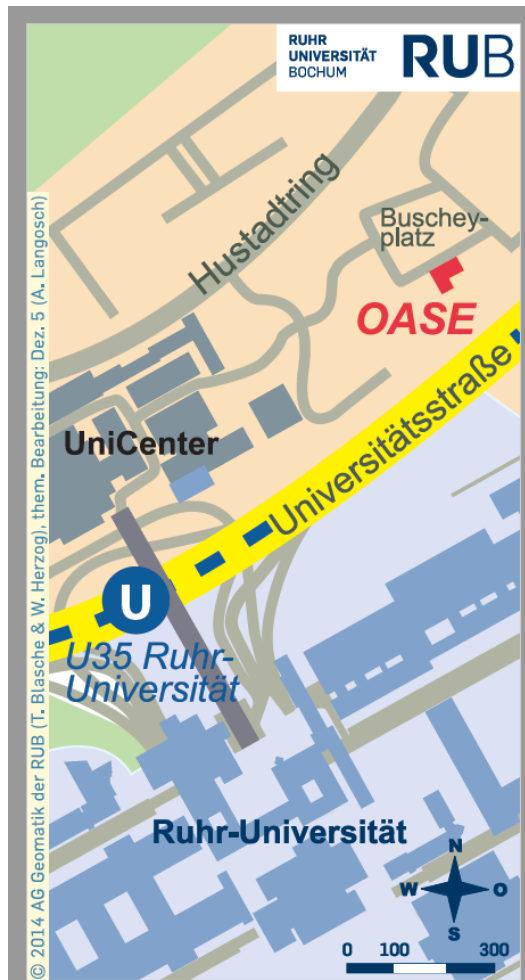 RUHR
UNIVERSITÄT
BOCHUM
RUB
Hustadtring
Buschey-
platz
OASE
Universitätsstraße
UniCenter
U
U35 Ruhr-
Universität
Ruhr-Universität
N
W O
S
0 100 300
© 2014 AG Geomatik der RUB (T. Blasche & W. Herzog), them. Bearbeitung: Dez. 5 (A. Langosch)